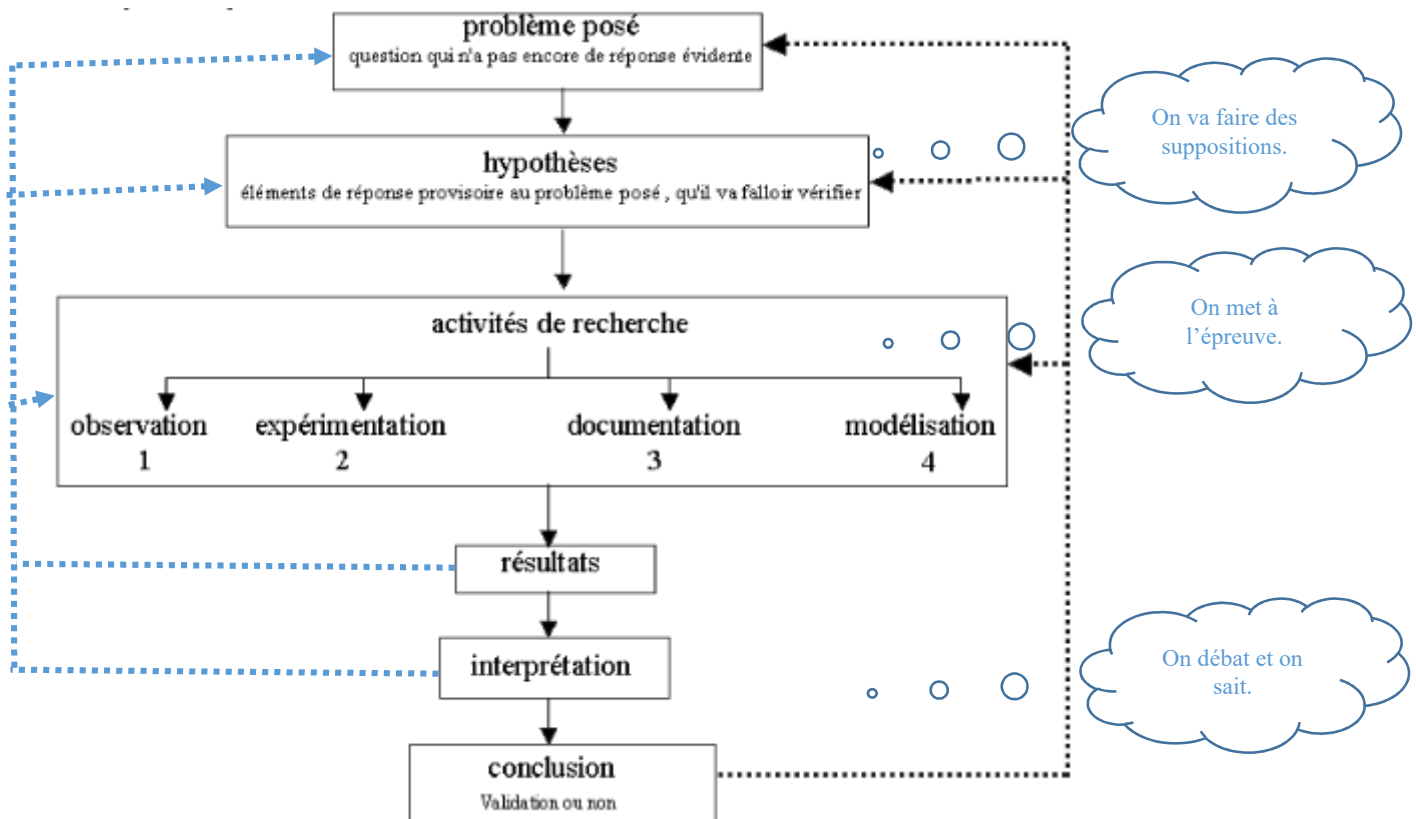 problème posé
question qui n'a pas encore de réponse évidente
On va faire des
suppositions.
hypothèses
éléments de réponse provisoire au problème posé , qu'il va falloir vérifier
On met à
l’épreuve.
activités de recherche
observation expérimentation documentation modélisation
1 2 3 4
résultats
On débat et on
sait.
interprétation
conclusion
Validation ou non